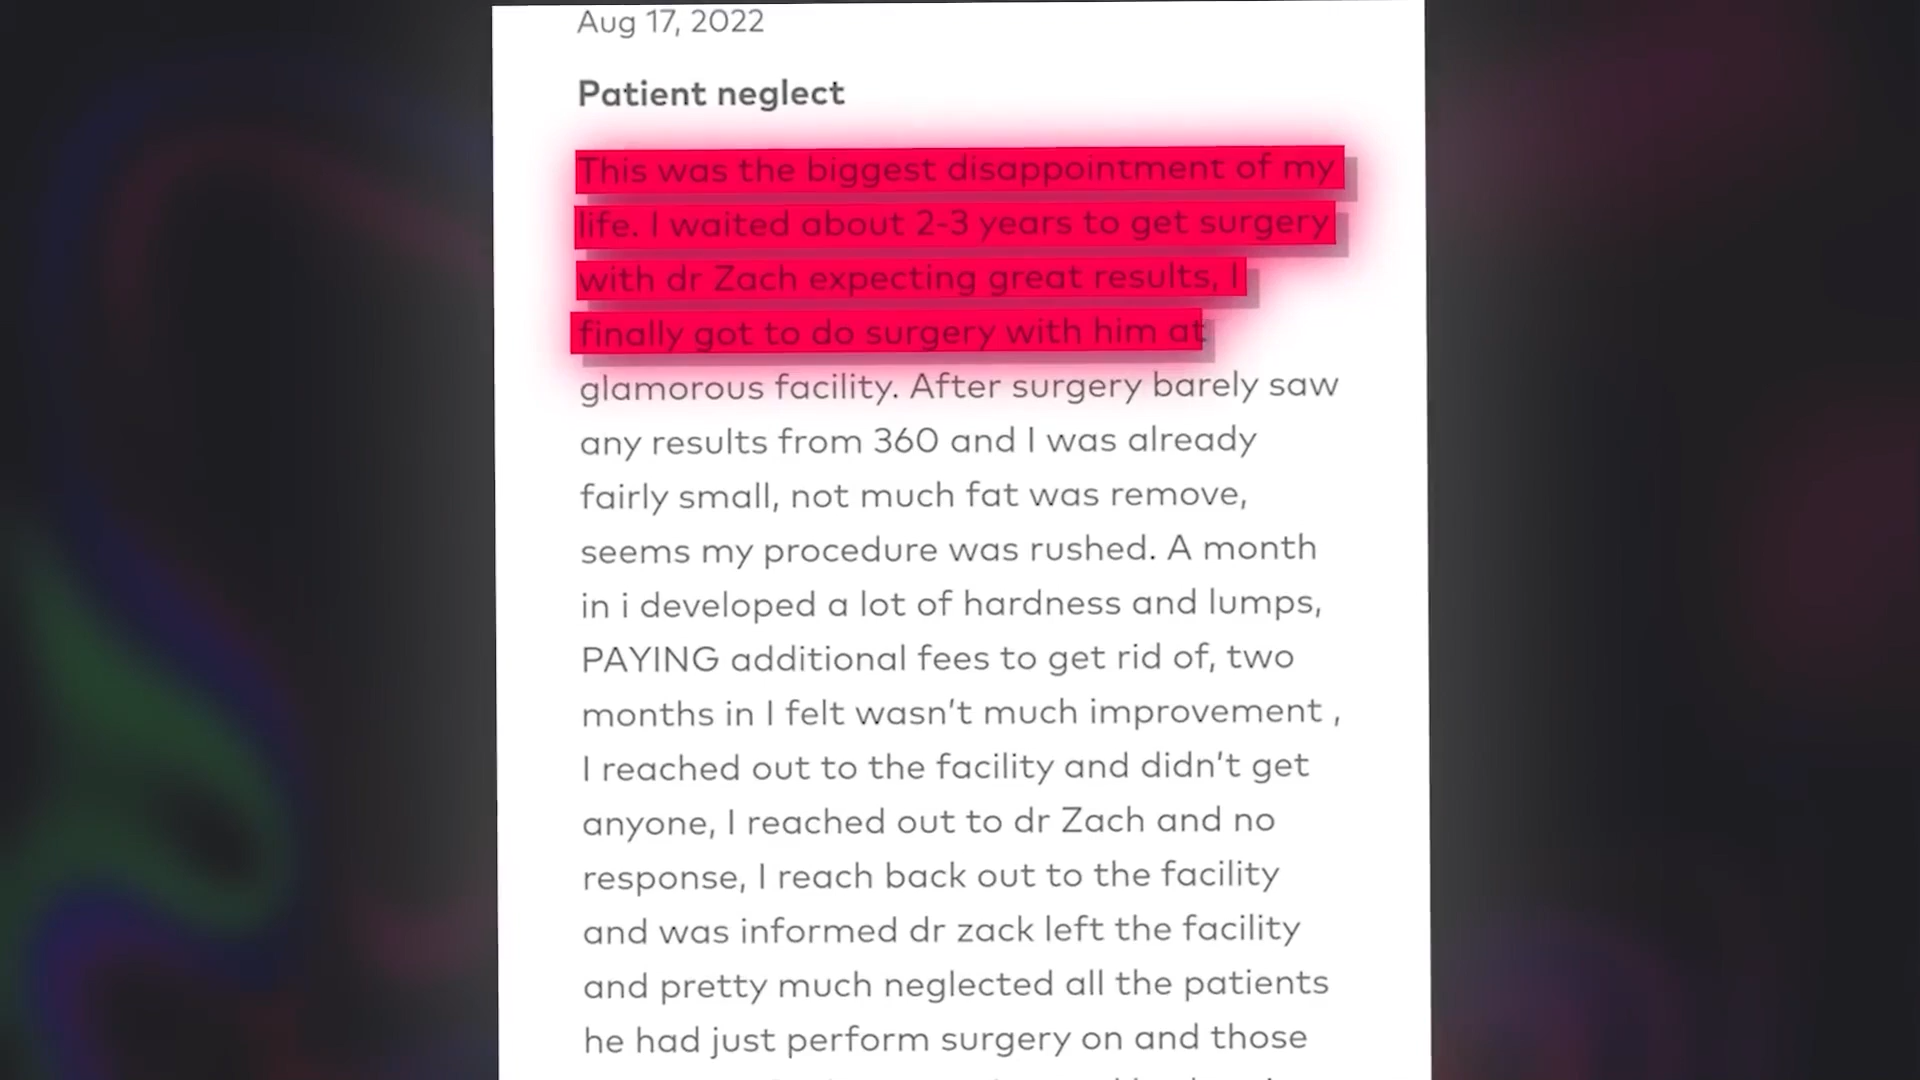 Aug 17, 2022
Patient neglect
This was the biggest disappointment of my
life. I waited about 2-3 years to get surgery
with dr Zach expecting great results, I
finally got to do surgery with him at
glamorous facility. After surgery barely saw
any results from 360 and I was already
fairly small, not much fat was remove,
seems my procedure was rushed. A month
in i developed a lot of hardness and lumps,
PAYING additional fees to get rid of, two
months in I felt wasn't much improvement ,
I reached out to the facility and didn't get
anyone, I reached out to dr Zach and no
response, I reach back out to the facility
and was informed dr zack left the facility
and pretty much neglected all the patients
he had just perform surgery on and those